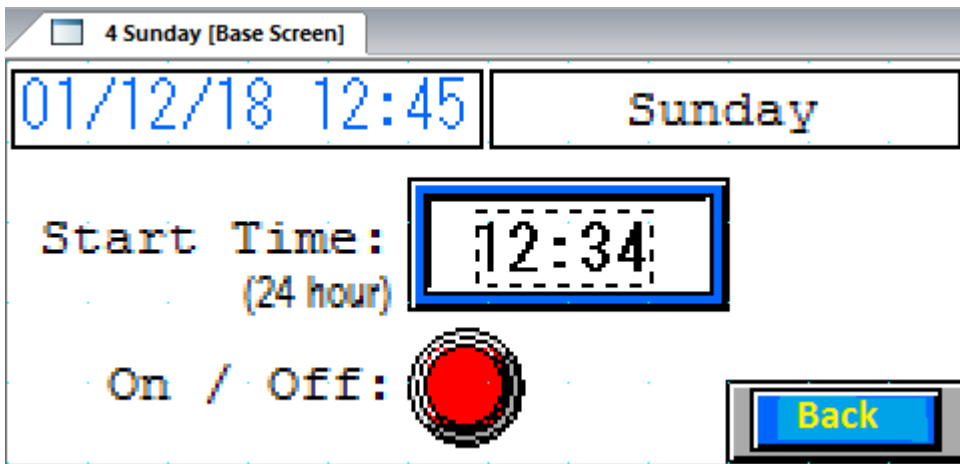 4 Sunday [Base Screen]
01/12/18 12:45
Sunday
Start Time:
12:34
(24 hour)
On / Off:
Back